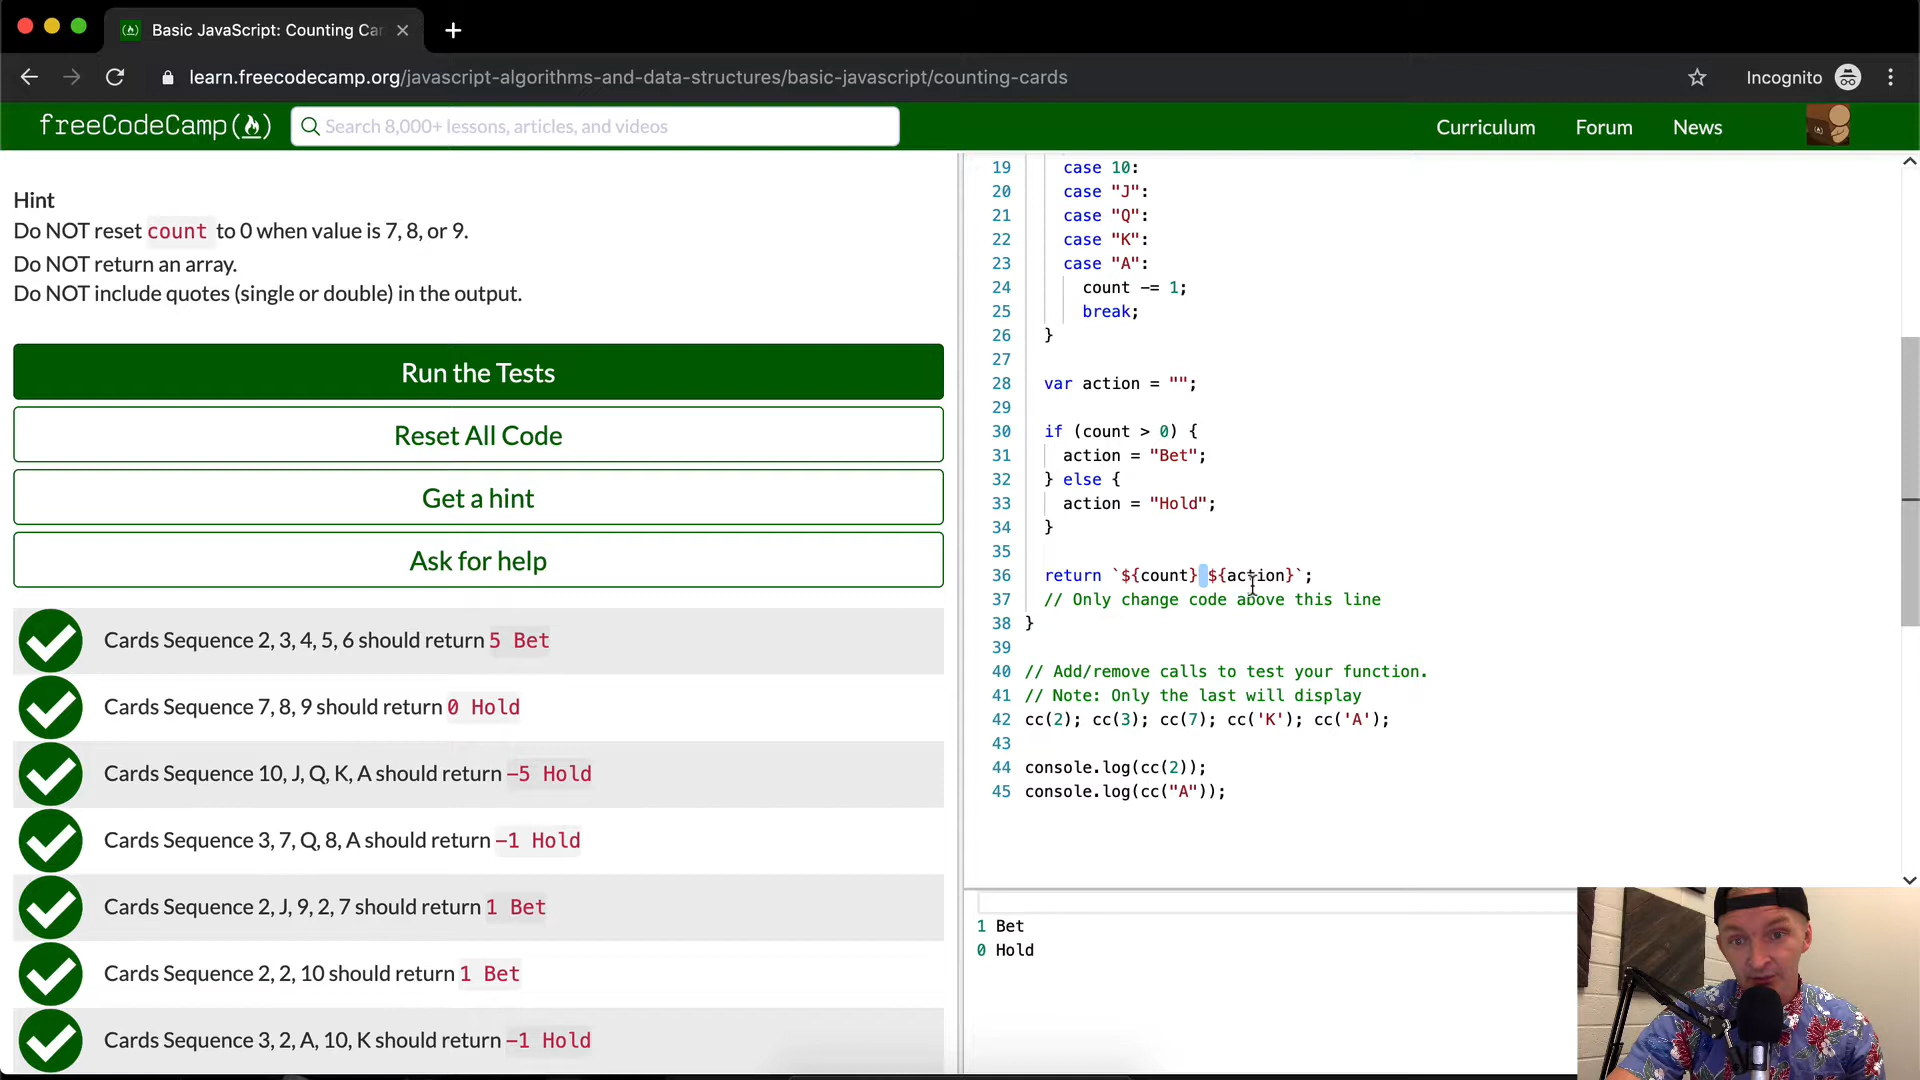 Basic JavaScript: Counting Car
learn.freecodecamp.org/javascript-algorithms-and-data-structures/basic-javascript/counting-cards
Incognito
freeCodeCamp
Search 8,000+ lessons, articles, and videos
Curriculum
Forum
News
Hint
Do NOT reset count to 0 when value is 7, 8, or 9.
Do NOT return an array.
Do NOT include quotes (single or double) in the output.
Run the Tests
Reset All Code
Get a hint
Ask for help
Cards Sequence 2, 3, 4, 5, 6 should return 5 Bet
Cards Sequence 7, 8, 9 should return 0 Hold
Cards Sequence 10, J, Q, K, A should return -5 Hold
Cards Sequence 3, 7, Q, 8, A should return -1 Hold
Cards Sequence 2, J, 9, 2, 7 should return 1 Bet
Cards Sequence 2, 2, 10 should return 1 Bet
Cards Sequence 3, 2, A, 10, K should return -1 Hold
19 case 10:
20 case "J":
21 case "Q":
22 case "K":
23 case "A":
24 count -= 1;
25 break;
26 }
27
28 var action = "";
29
30 if (count > 0) {
31 action = "Bet";
32 } else {
33 action = "Hold";
34 }
35
36 return `${count} ${action}`;
37 // Only change code above this line
38 }
39
40 // Add/remove calls to test your function.
41 // Note: Only the last will display
42 cc(2); cc(3); cc(7); cc('K'); cc('A');
43
44 console.log(cc(2));
45 console.log(cc("A"));
1 Bet
0 Hold